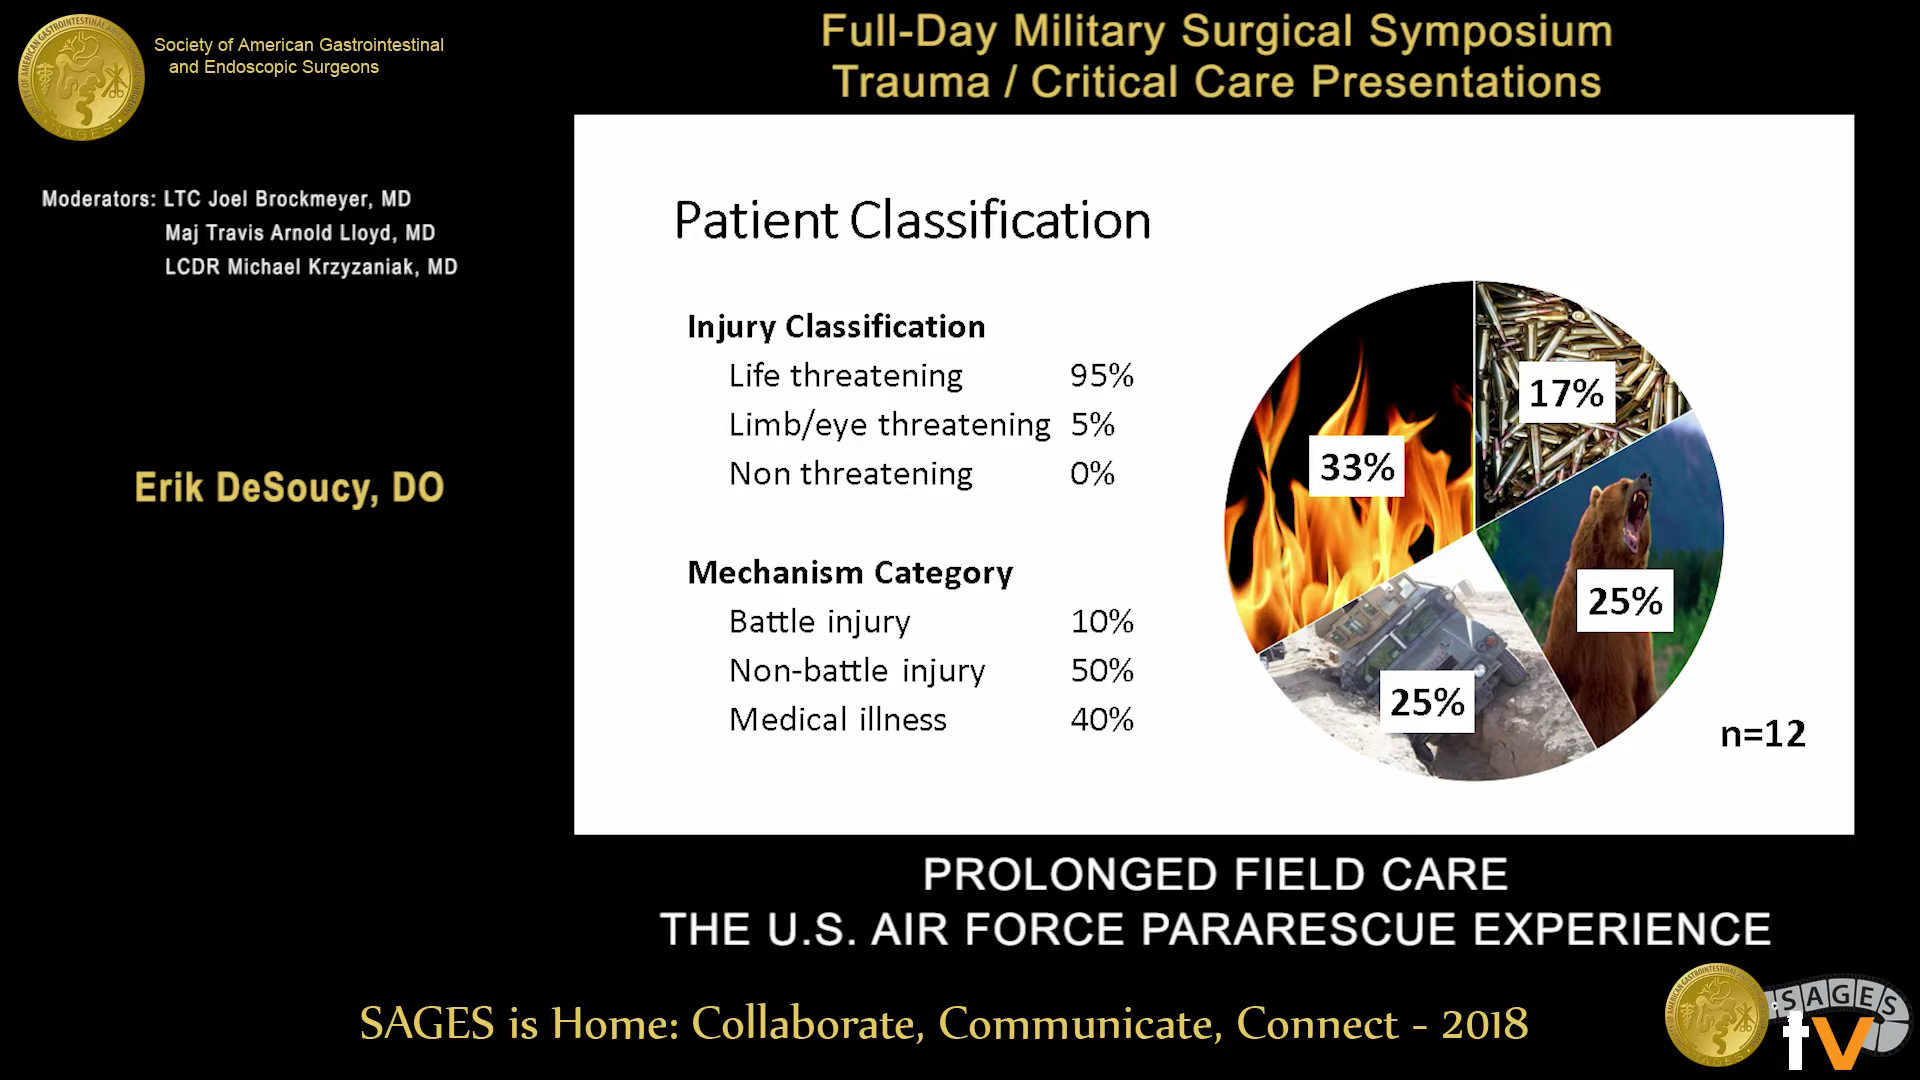 Society of American Gastrointestinal
and Endoscopic Surgeons
Full-Day Military Surgical Symposium
Trauma / Critical Care Presentations
Moderators: LTC Joel Brockmeyer, MD
Maj Travis Arnold Lloyd, MD
LCDR Michael Krzyzaniak, MD
Erik DeSoucy, DO
Patient Classification
Injury Classification
Life threatening 95%
Limb/eye threatening 5%
Non threatening 0%
Mechanism Category
Battle injury 10%
Non-battle injury 50%
Medical illness 40%
17%
33%
25%
25%
n=12
PROLONGED FIELD CARE
THE U.S. AIR FORCE PARARESCUE EXPERIENCE
SAGES is Home: Collaborate, Communicate, Connect - 2018
SAGES
tv
SAGES